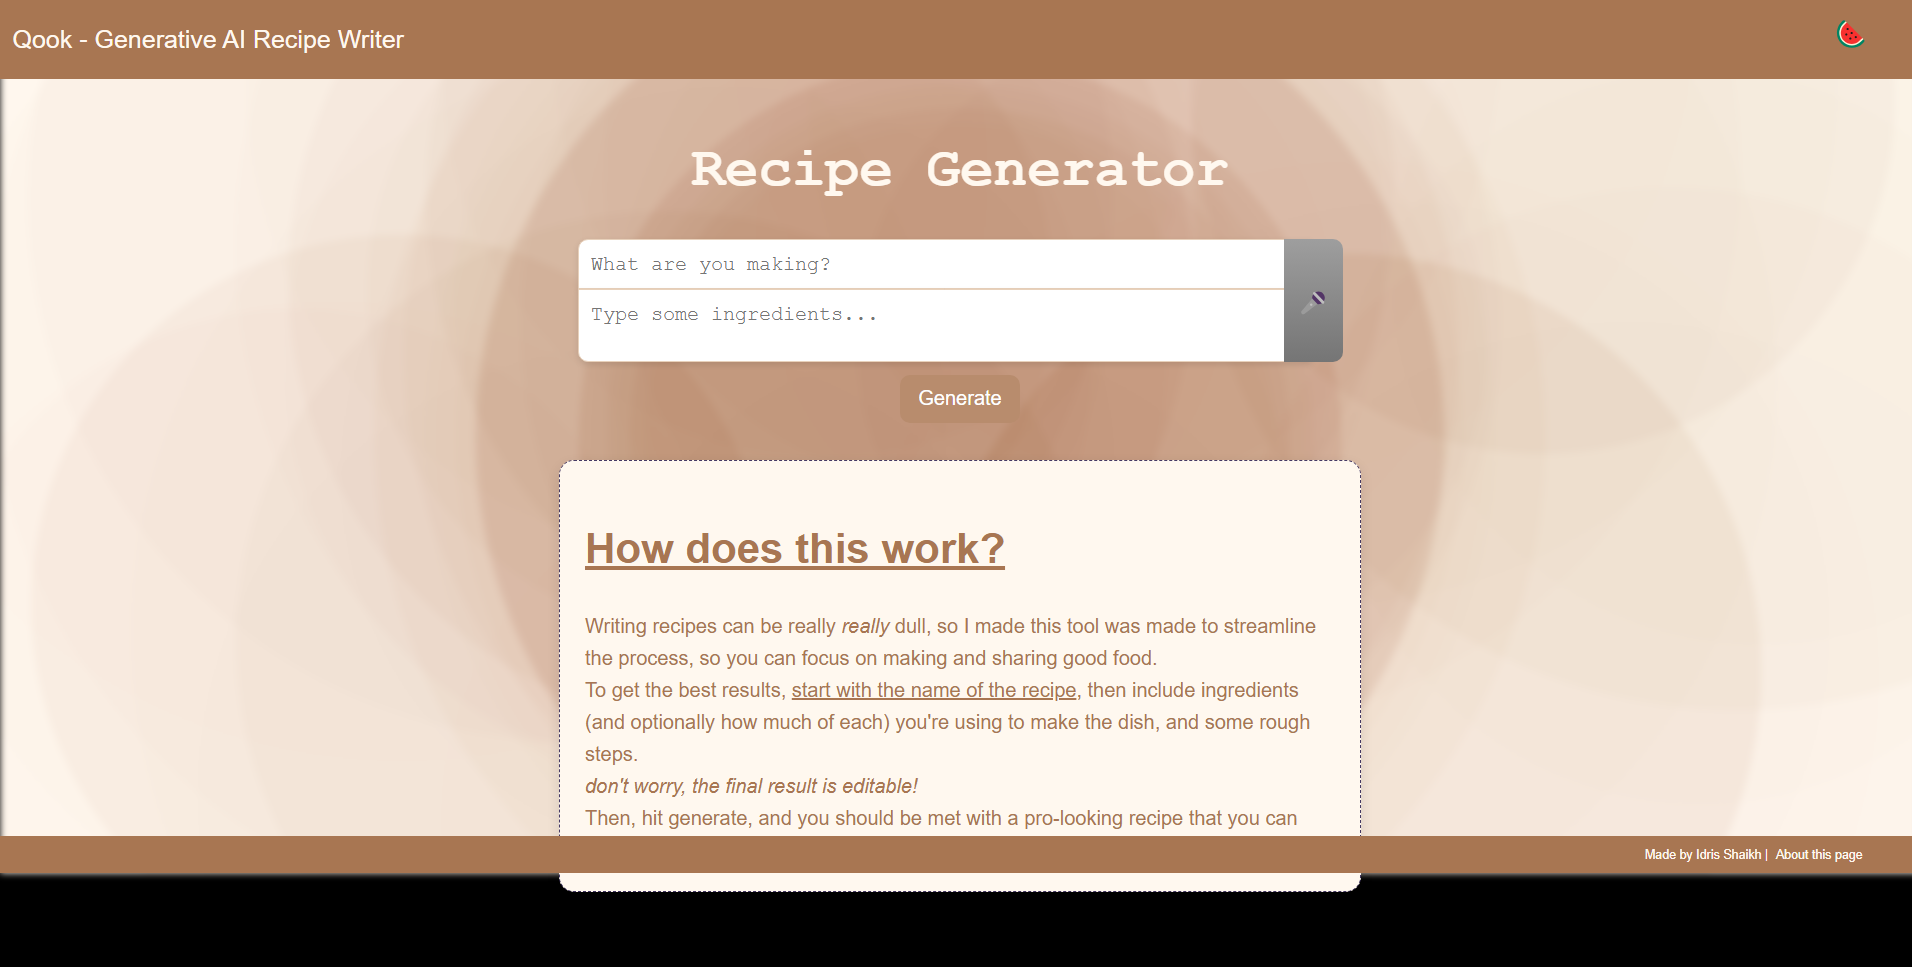 Qook - Generative AI Recipe Writer
Recipe Generator
What are you making?
Type some ingredients...
Generate
How does this work?
Writing recipes can be really really dull, so I made this tool was made to streamline
the process, so you can focus on making and sharing good food.
To get the best results, start with the name of the recipe, then include ingredients
(and optionally how much of each) you're using to make the dish, and some rough
steps.
don't worry, the final result is editable!
Then, hit generate, and you should be met with a pro-looking recipe that you can
Made by Idris Shaikh | About this page